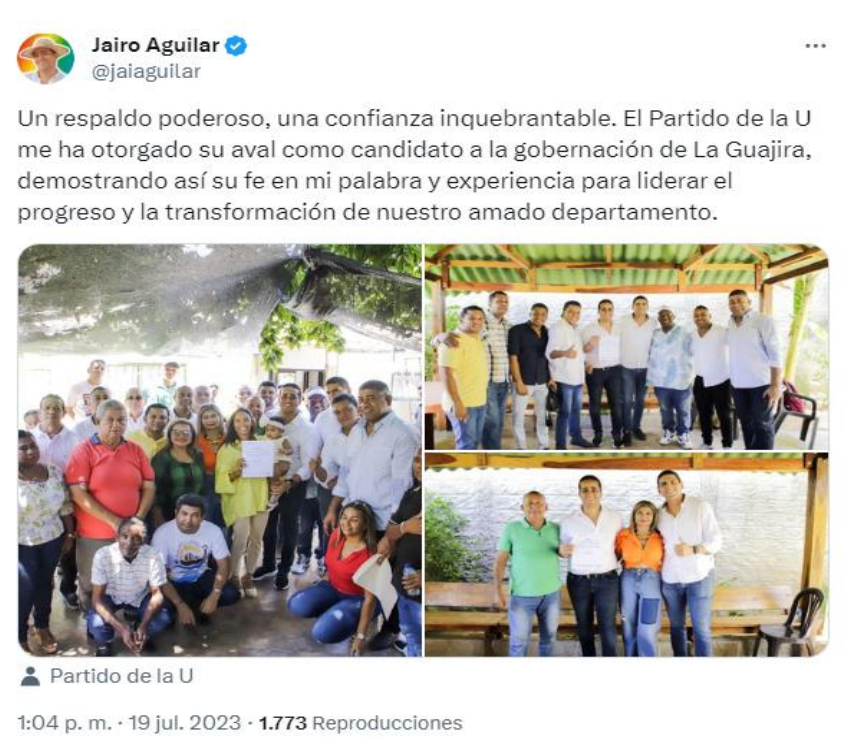 Jairo Aguilar
@jaiaguilar
Un respaldo poderoso, una confianza inquebrantable. El Partido de la U
me ha otorgado su aval como candidato a la gobernación de La Guajira,
demostrando así su fe en mi palabra y experiencia para liderar el
progreso y la transformación de nuestro amado departamento.
Partido de la U
1:04 p. m. · 19 jul. 2023 · 1.773 Reproducciones